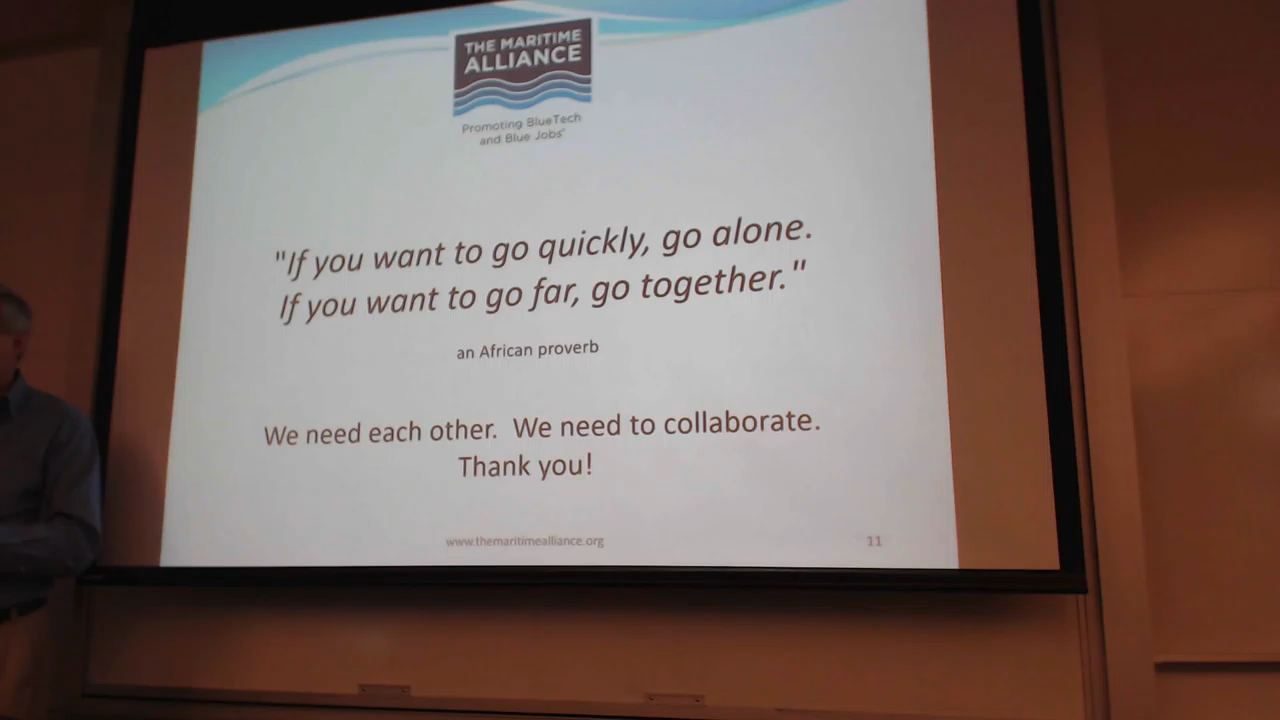 THE MARITIME
ALLIANCE
Promoting BlueTech
and Blue Jobs®
"If you want to go quickly, go alone.
If you want to go far, go together."
an African proverb
We need each other.  We need to collaborate.
Thank you!
www.themaritimealliance.org
11